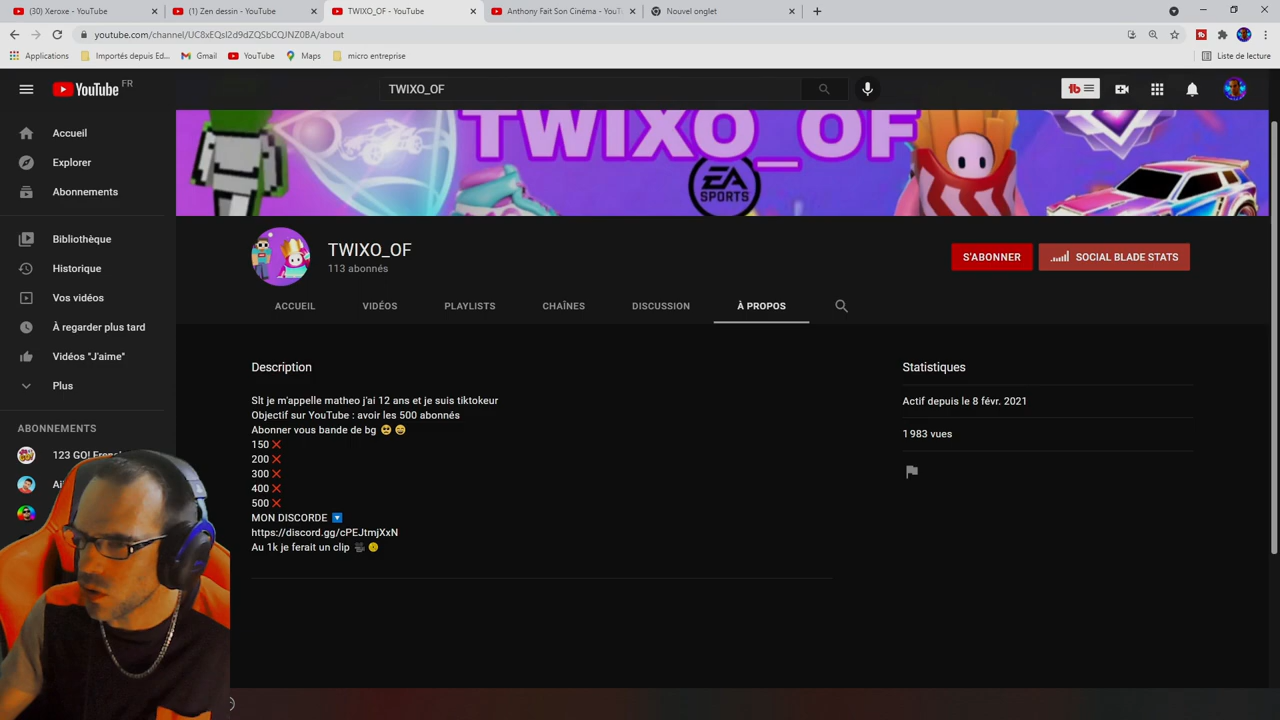 (30) Xeroxe - YouTube
(1) Zen dessin - YouTube
TWIXO_OF - YouTube
Anthony Fait Son Cinéma - YouT
Nouvel onglet
youtube.com/channel/UC8xEQsI2d9dZQSbCQJNZ0BA/about
Applications
Importés depuis Ed...
Gmail
YouTube
Maps
micro entreprise
Liste de lecture
YouTube FR
TWIXO_OF
Accueil
Explorer
Abonnements
Bibliothèque
Historique
Vos vidéos
À regarder plus tard
Vidéos "J'aime"
Plus
ABONNEMENTS
123 GO!
TWIXO_OF
EA
SPORTS
TWIXO_OF
113 abonnés
S'ABONNER
SOCIAL BLADE STATS
ACCUEIL
VIDÉOS
PLAYLISTS
CHAÎNES
DISCUSSION
À PROPOS
Description
Slt je m'appelle matheo j'ai 12 ans et je suis tiktokeur
Objectif sur YouTube : avoir les 500 abonnés
Abonner vous bande de bg 🥺 😄
150 ❌
200 ❌
300 ❌
400 ❌
500 ❌
MON DISCORDE 🔽
https://discord.gg/cPEJtmjXxN
Au 1k je ferait un clip
Statistiques
Actif depuis le 8 févr. 2021
1 983 vues